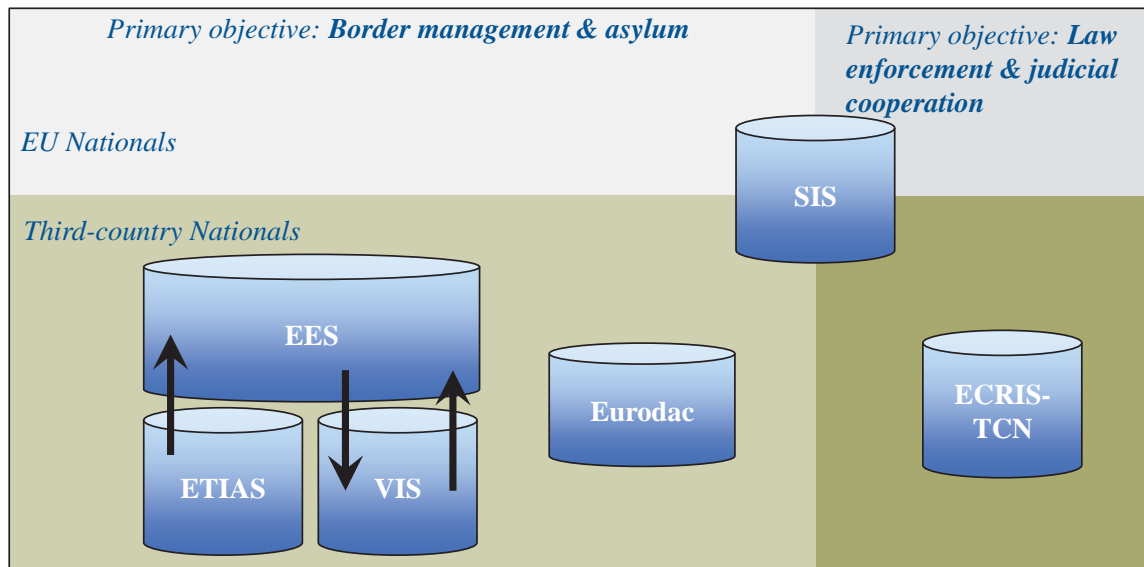 Primary objective: Border management & asylum
Primary objective: Law
enforcement & judicial
cooperation
EU Nationals
SIS
Third-country Nationals
EES
Eurodac
ECRIS-
TCN
ETIAS
VIS